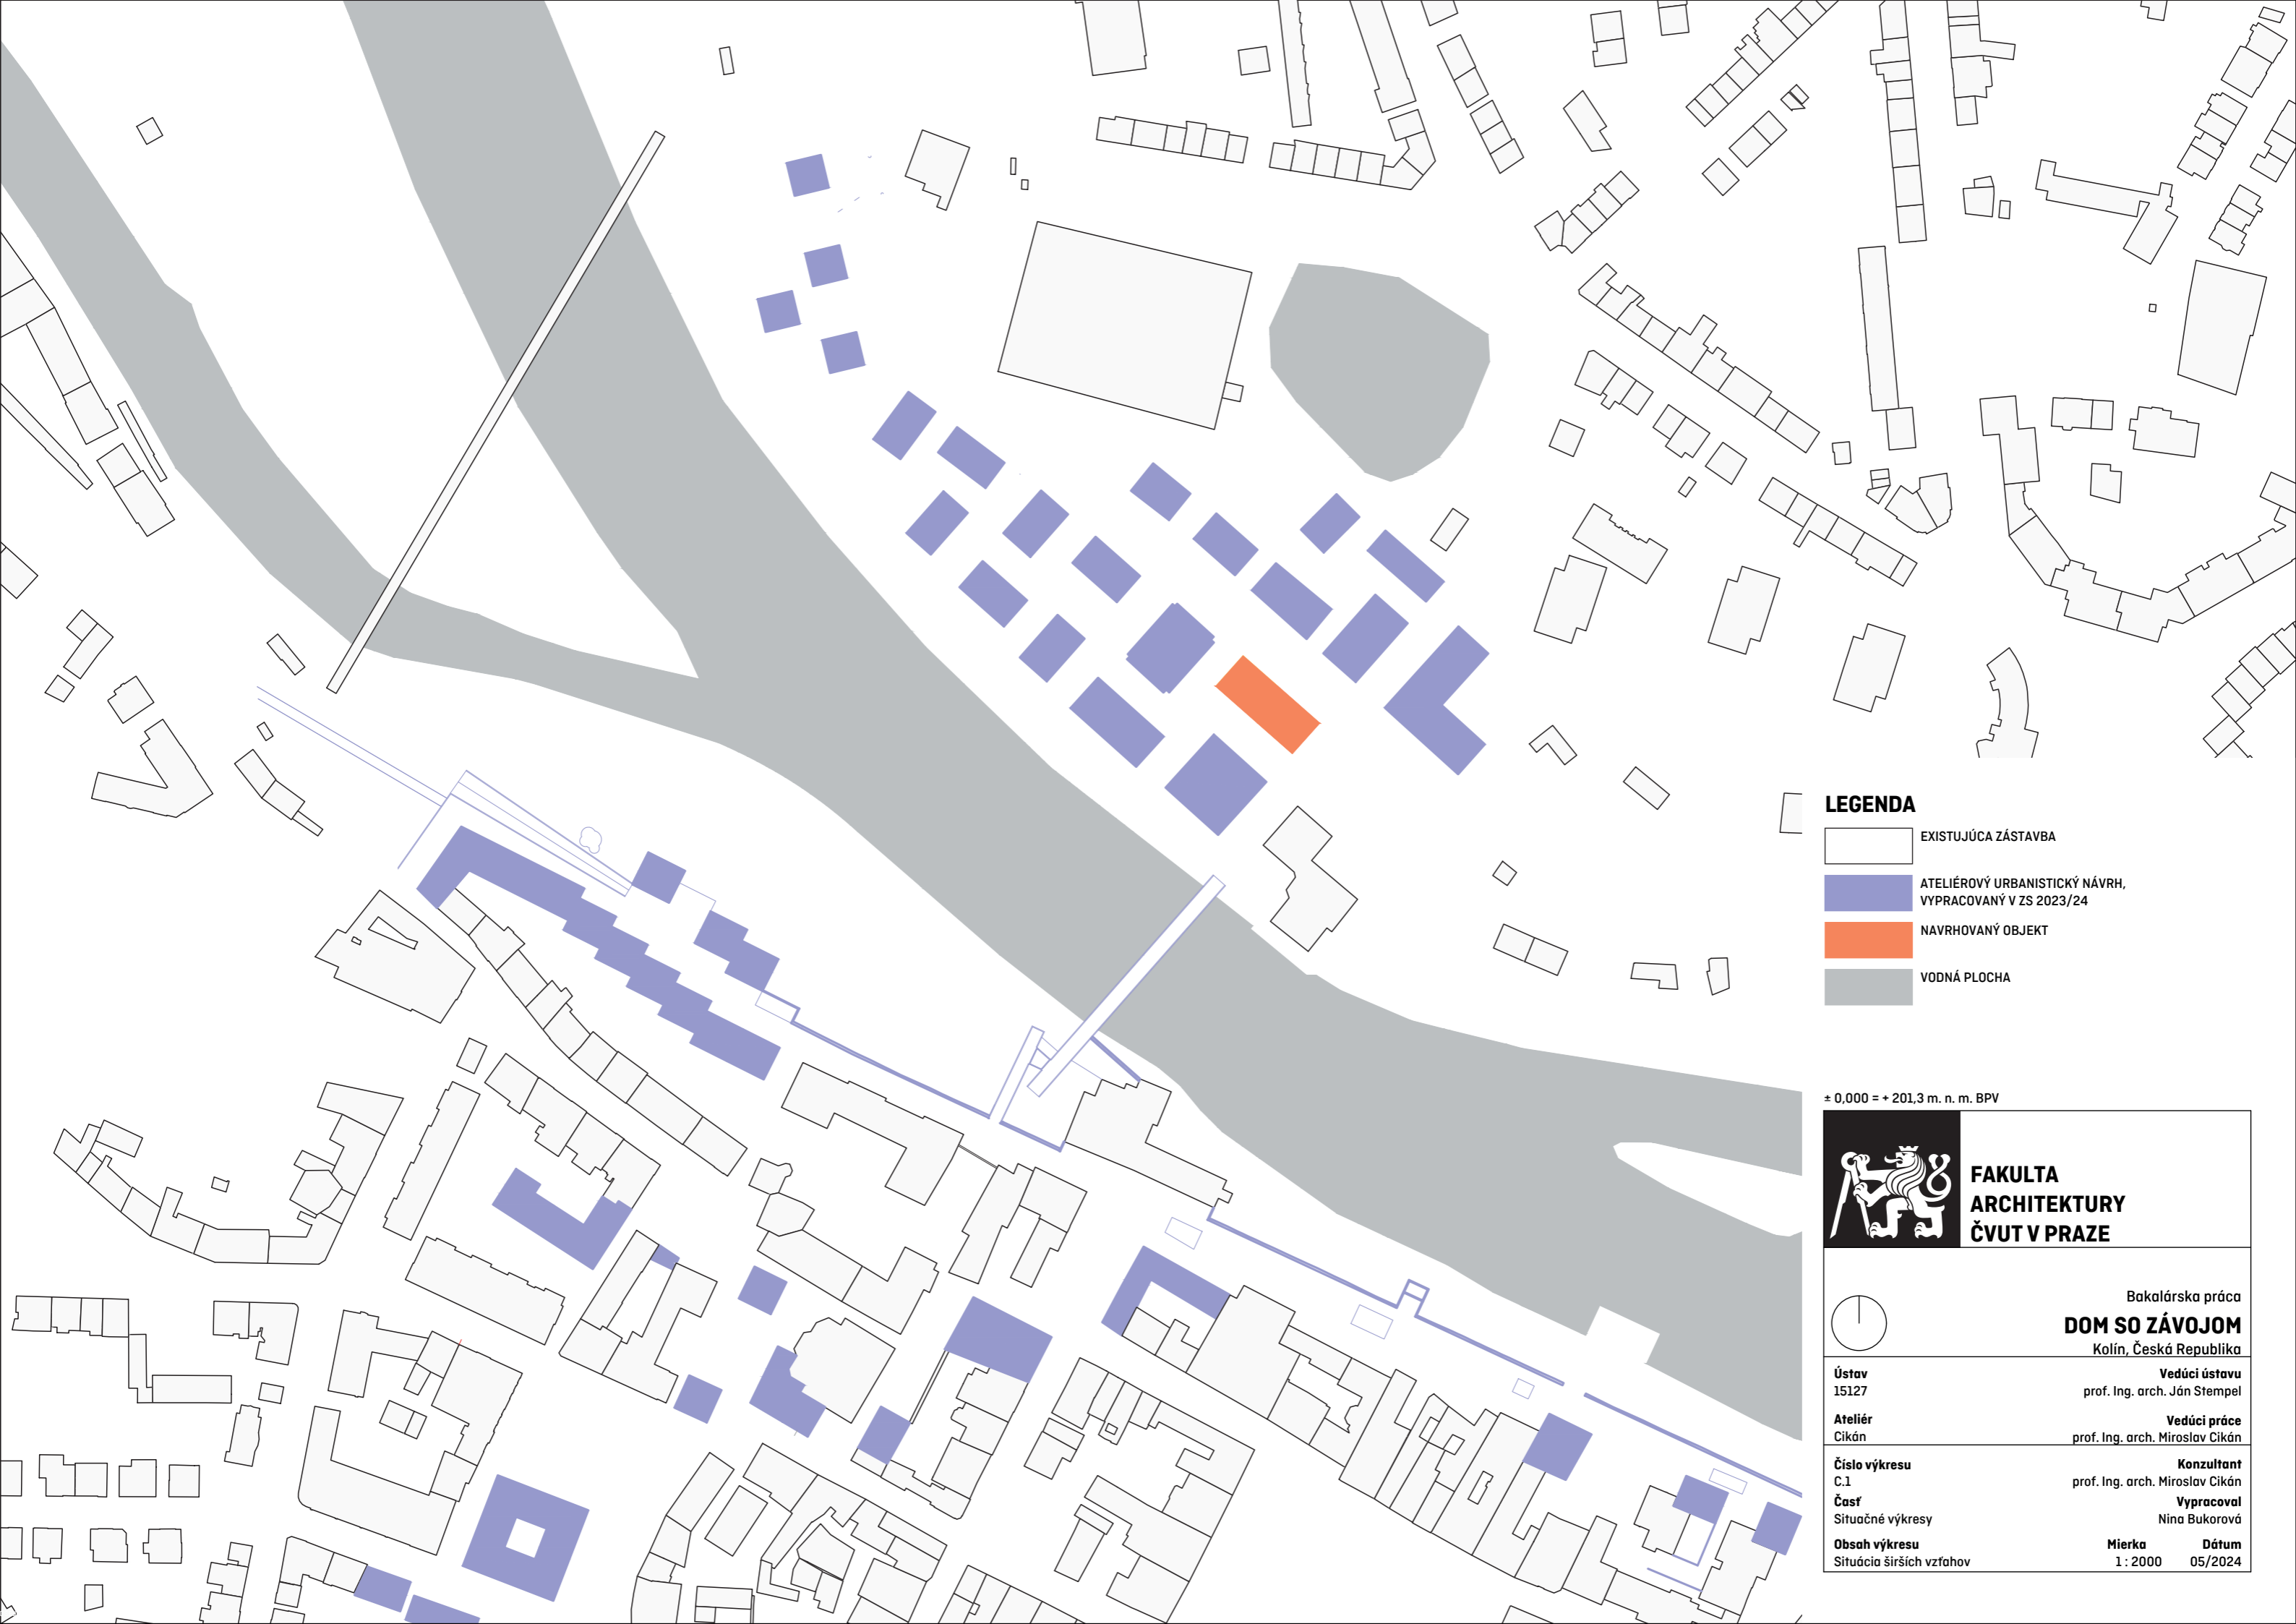 LEGENDA
EXISTUJÚCA ZÁSTAVBA
ATELIÉROVÝ URBANISTICKÝ NÁVRH,
VYPRACOVANÝ V ZS 2023/24
NAVRHOVANÝ OBJEKT
VODNÁ PLOCHA
± 0,000 = + 201,3 m. n. m. BPV
FAKULTA
ARCHITEKTURY
ČVUT V PRAZE
Bakalárska práca
DOM SO ZÁVOJOM
Kolín, Česká Republika
Ústav Vedúci ústavu
15127 prof. Ing. arch. Ján Stempel
Ateliér Vedúci práce
Cikán prof. Ing. arch. Miroslav Cikán
Číslo výkresu Konzultant
C.1 prof. Ing. arch. Miroslav Cikán
Časť Vypracoval
Situačné výkresy Nina Bukorová
Obsah výkresu Mierka Dátum
Situácia širších vzťahov 1 : 2000 05/2024